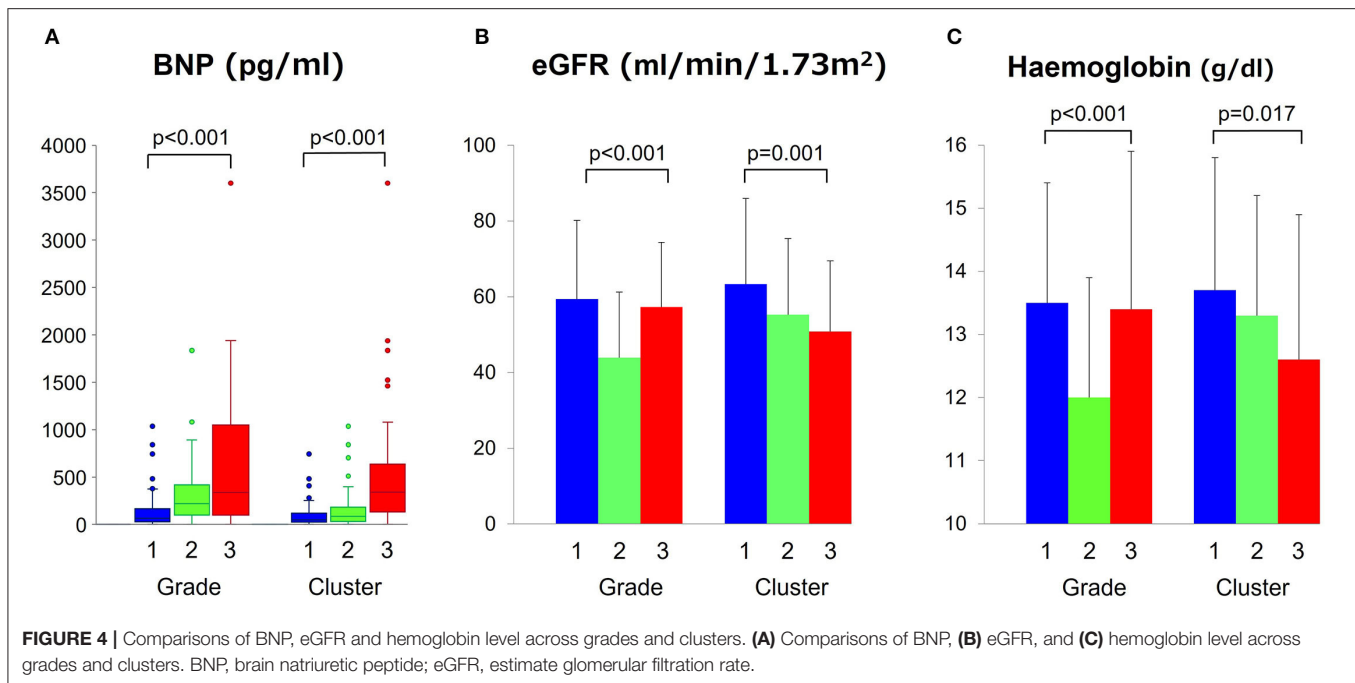 A
BNP (pg/ml)
p<0.001
p<0.001
4000
3500
3000
2500
2000
1500
1000
500
0
1 2 3 1 2 3
Grade Cluster
B
eGFR (ml/min/1.73m²)
p<0.001
p=0.001
100
80
60
40
20
0
1 2 3 1 2 3
Grade Cluster
C
Haemoglobin (g/dl)
p<0.001
p=0.017
16
15
14
13
12
11
10
1 2 3 1 2 3
Grade Cluster
FIGURE 4 | Comparisons of BNP, eGFR and hemoglobin level across grades and clusters. (A) Comparisons of BNP, (B) eGFR, and (C) hemoglobin level across
grades and clusters. BNP, brain natriuretic peptide; eGFR, estimate glomerular filtration rate.